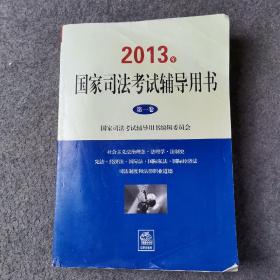 2013年
国家司法考试辅导用书
第一卷
国家司法考试辅导用书编辑委员会
社会主义法治理念·法理学·法制史
宪法·经济法·国际法·国际私法·国际经济法
司法制度和法律职业道德